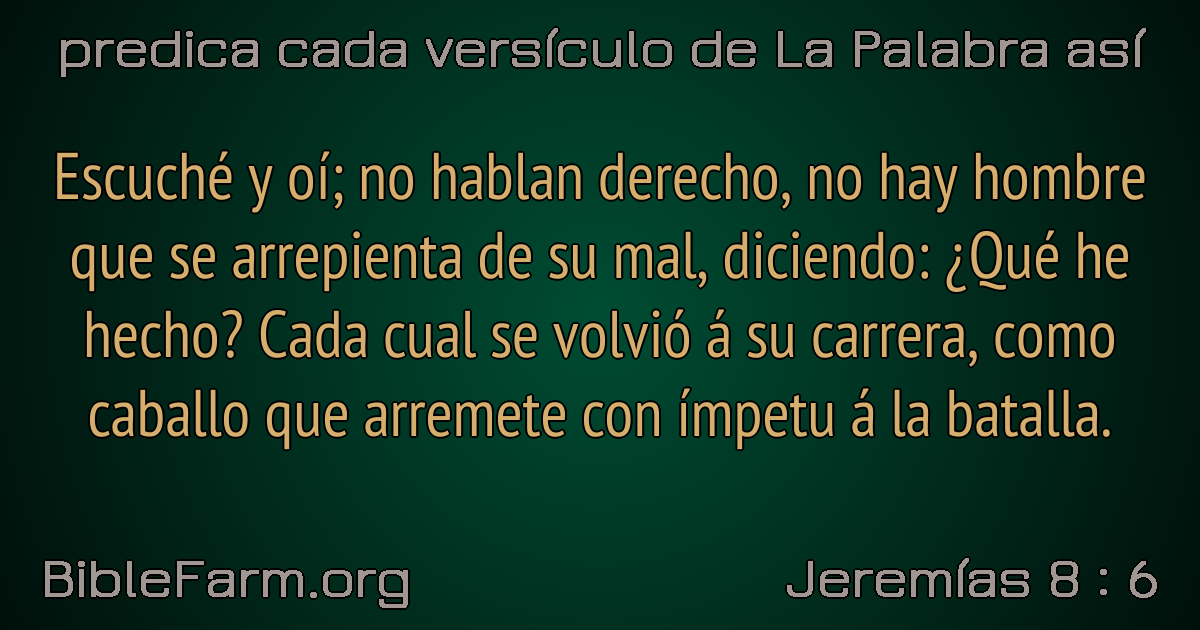 predica cada versículo de La Palabra así
Escuché y oí; no hablan derecho, no hay hombre
que se arrepienta de su mal, diciendo: ¿Qué he
hecho? Cada cual se volvió á su carrera, como
caballo que arremete con ímpetu á la batalla.
BibleFarm.org
Jeremías 8 : 6